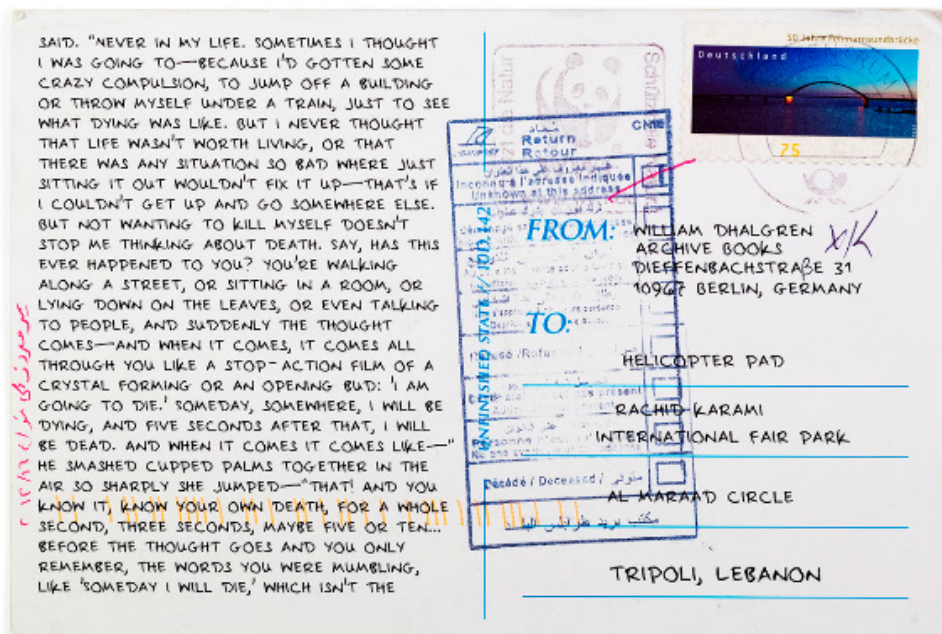 SAID. "NEVER IN MY LIFE. SOMETIMES I THOUGHT
I WAS GOING TO—BECAUSE I'D GOTTEN SOME
CRAZY COMPULSION, TO JUMP OFF A BUILDING
OR THROW MYSELF UNDER A TRAIN, JUST TO SEE
WHAT DYING WAS LIKE. BUT I NEVER THOUGHT
THAT LIFE WASN'T WORTH LIVING, OR THAT
THERE WAS ANY SITUATION SO BAD WHERE JUST
SITTING IT OUT WOULDN'T FIX IT UP—THAT'S IF
I COULDN'T GET UP AND GO SOMEWHERE ELSE.
BUT NOT WANTING TO KILL MYSELF DOESN'T
STOP ME THINKING ABOUT DEATH. SAY, HAS THIS
EVER HAPPENED TO YOU? YOU'RE WALKING
ALONG A STREET, OR SITTING IN A ROOM, OR
LYING DOWN ON THE LEAVES, OR EVEN TALKING
TO PEOPLE, AND SUDDENLY THE THOUGHT
COMES—AND WHEN IT COMES, IT COMES ALL
THROUGH YOU LIKE A STOP-ACTION FILM OF A
CRYSTAL FORMING OR AN OPENING BUD: 'I AM
GOING TO DIE.' SOMEDAY, SOMEWHERE, I WILL BE
DYING, AND FIVE SECONDS AFTER THAT, I WILL
BE DEAD. AND WHEN IT COMES IT COMES LIKE—"
HE SMASHED CUPPED PALMS TOGETHER IN THE
AIR SO SHARPLY SHE JUMPED—"THAT! AND YOU
KNOW IT, KNOW YOUR OWN DEATH, FOR A WHOLE
SECOND, THREE SECONDS, MAYBE FIVE OR TEN...
BEFORE THE THOUGHT GOES AND YOU ONLY
REMEMBER, THE WORDS YOU WERE MUMBLING,
LIKE 'SOMEDAY I WILL DIE,' WHICH ISN'T THE
UNFINISHED STATE // 10D.142
Deutschland
75
CN15
Return
Retour
Inconnu à l'adresse indiquée
Unknown at this address
Décédé / Deceased / متوفي
FROM:
WILLIAM DHALGREN
ARCHIVE BOOKS
DIEFFENBACHSTRAßE 31
10967 BERLIN, GERMANY
TO:
HELICOPTER PAD
RACHID KARAMI
INTERNATIONAL FAIR PARK
AL MARAAD CIRCLE
TRIPOLI, LEBANON